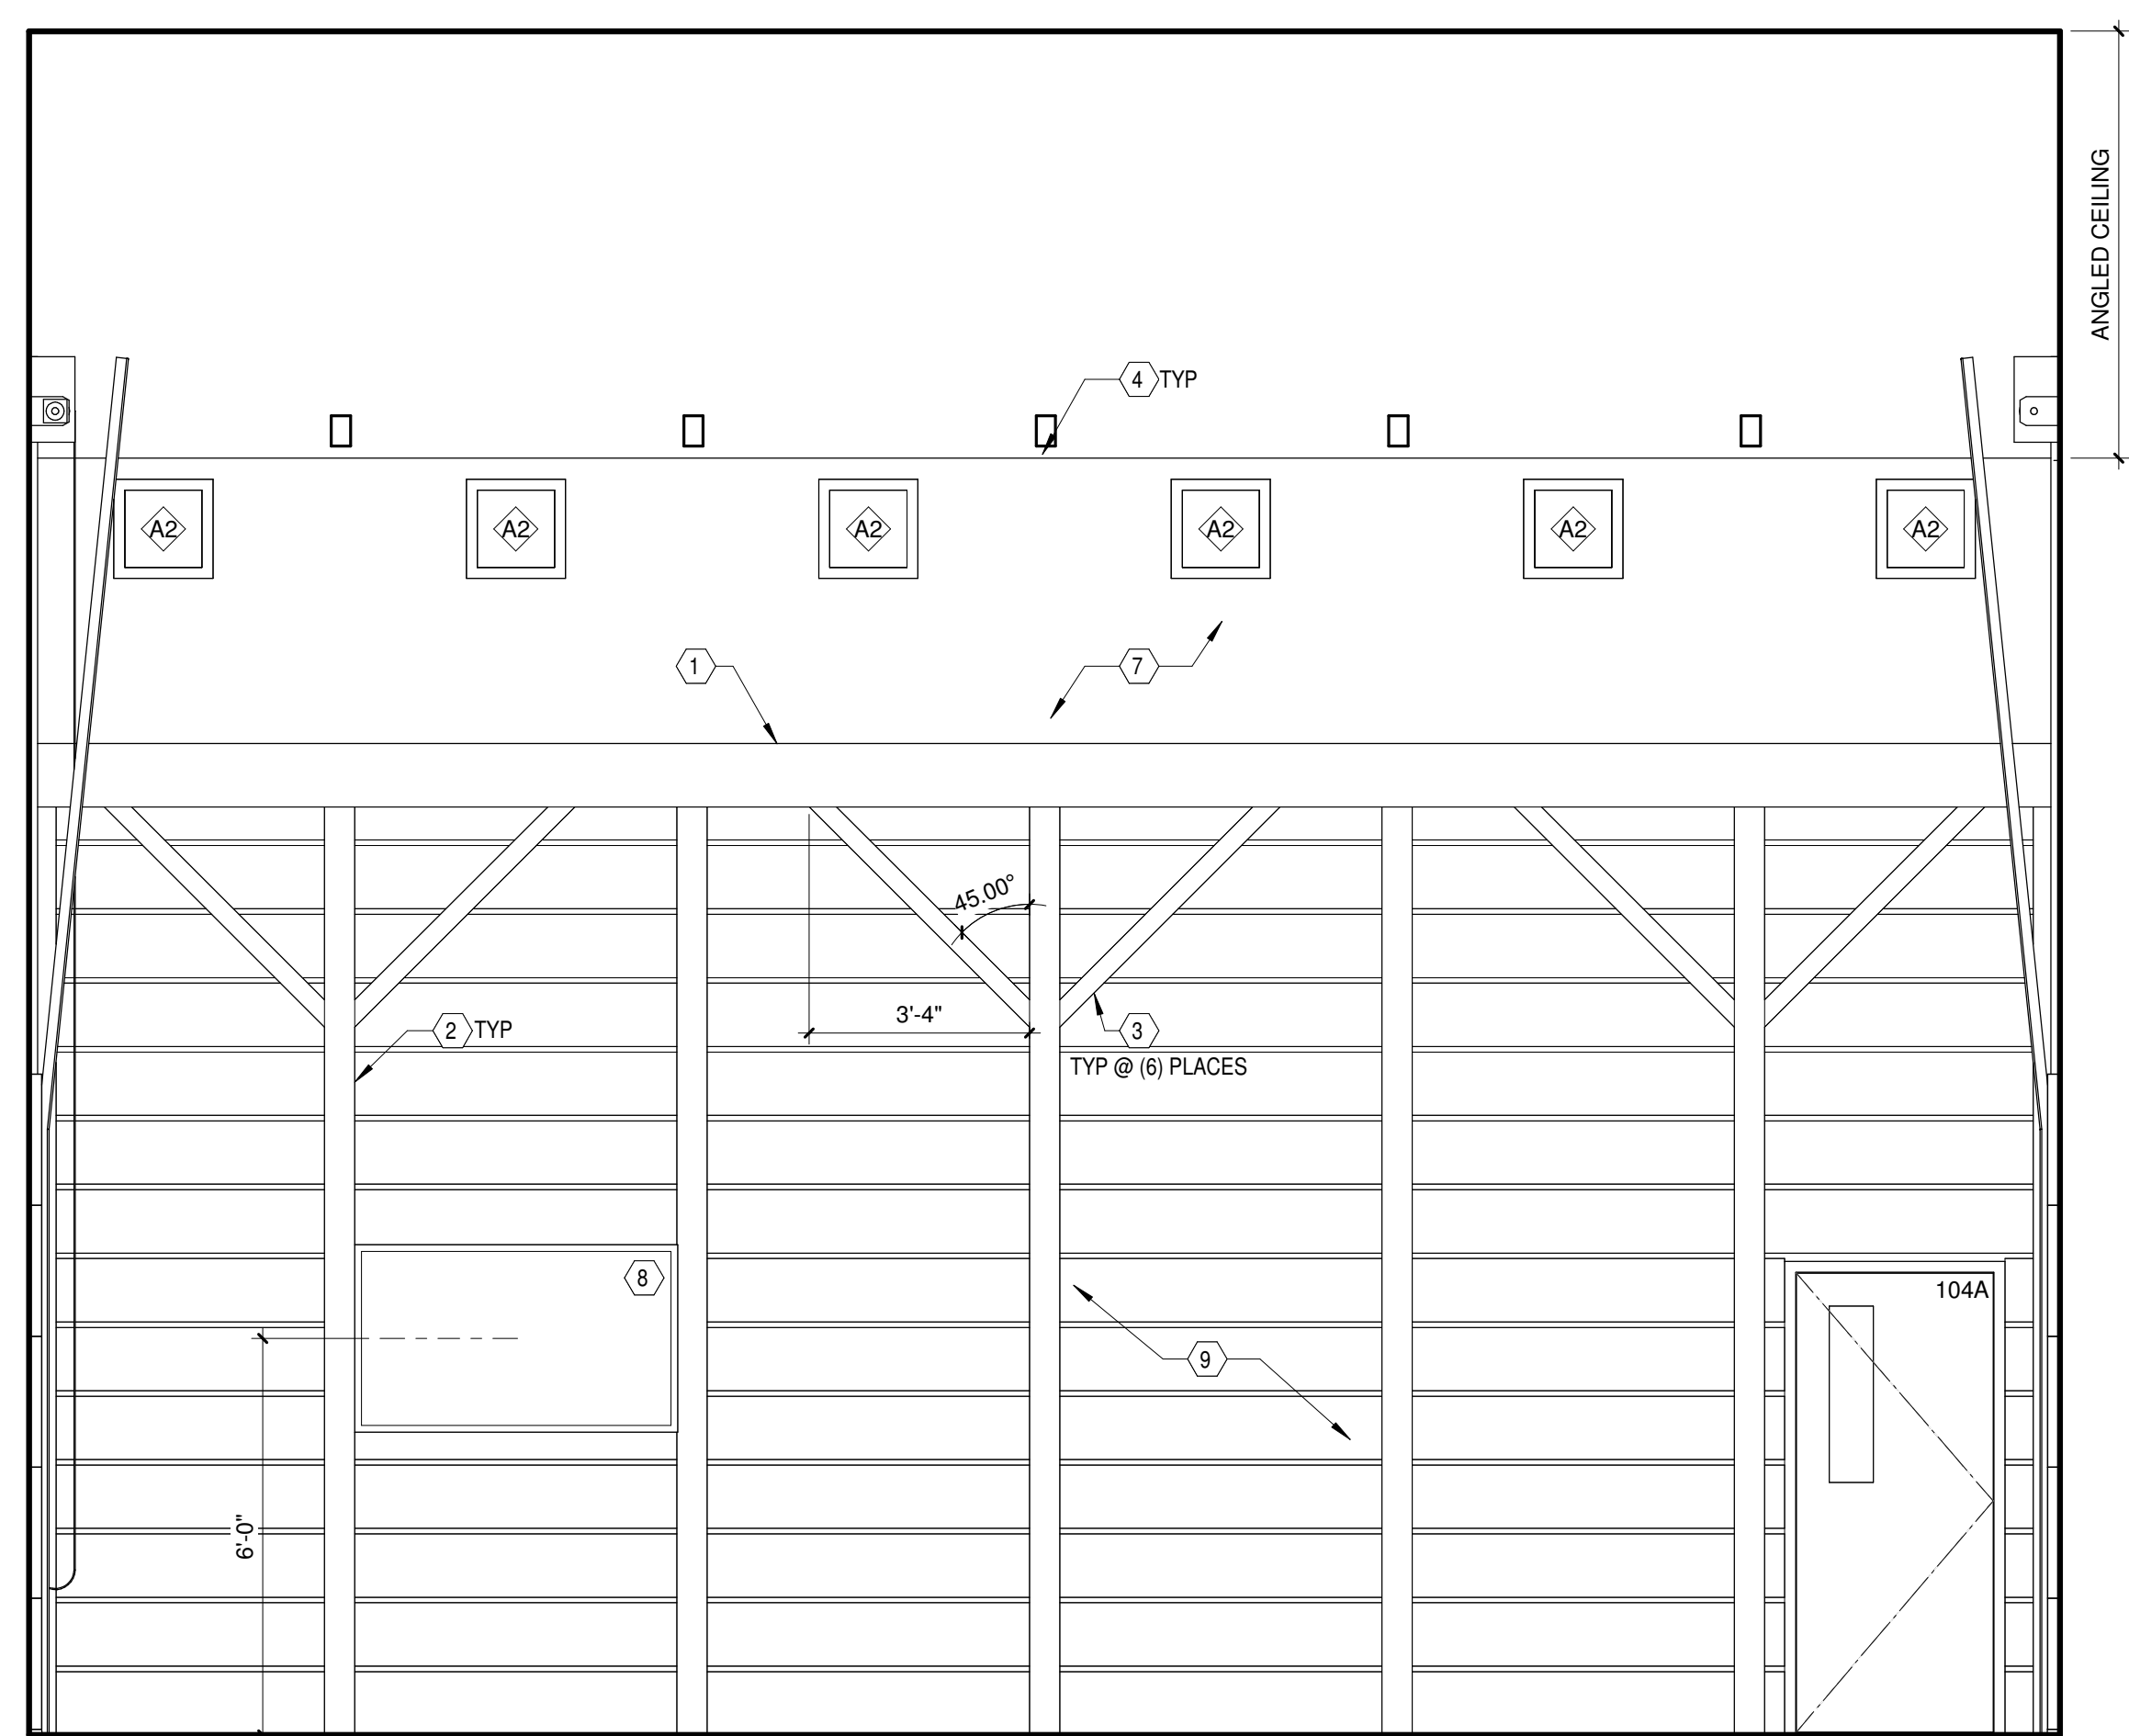 ANGLED CEILING
4 TYP
A2 A2 A2 A2 A2 A2
1
7
45.00°
3'-4"
2 TYP
3
TYP @ (6) PLACES
8
104A
9
6'-0"